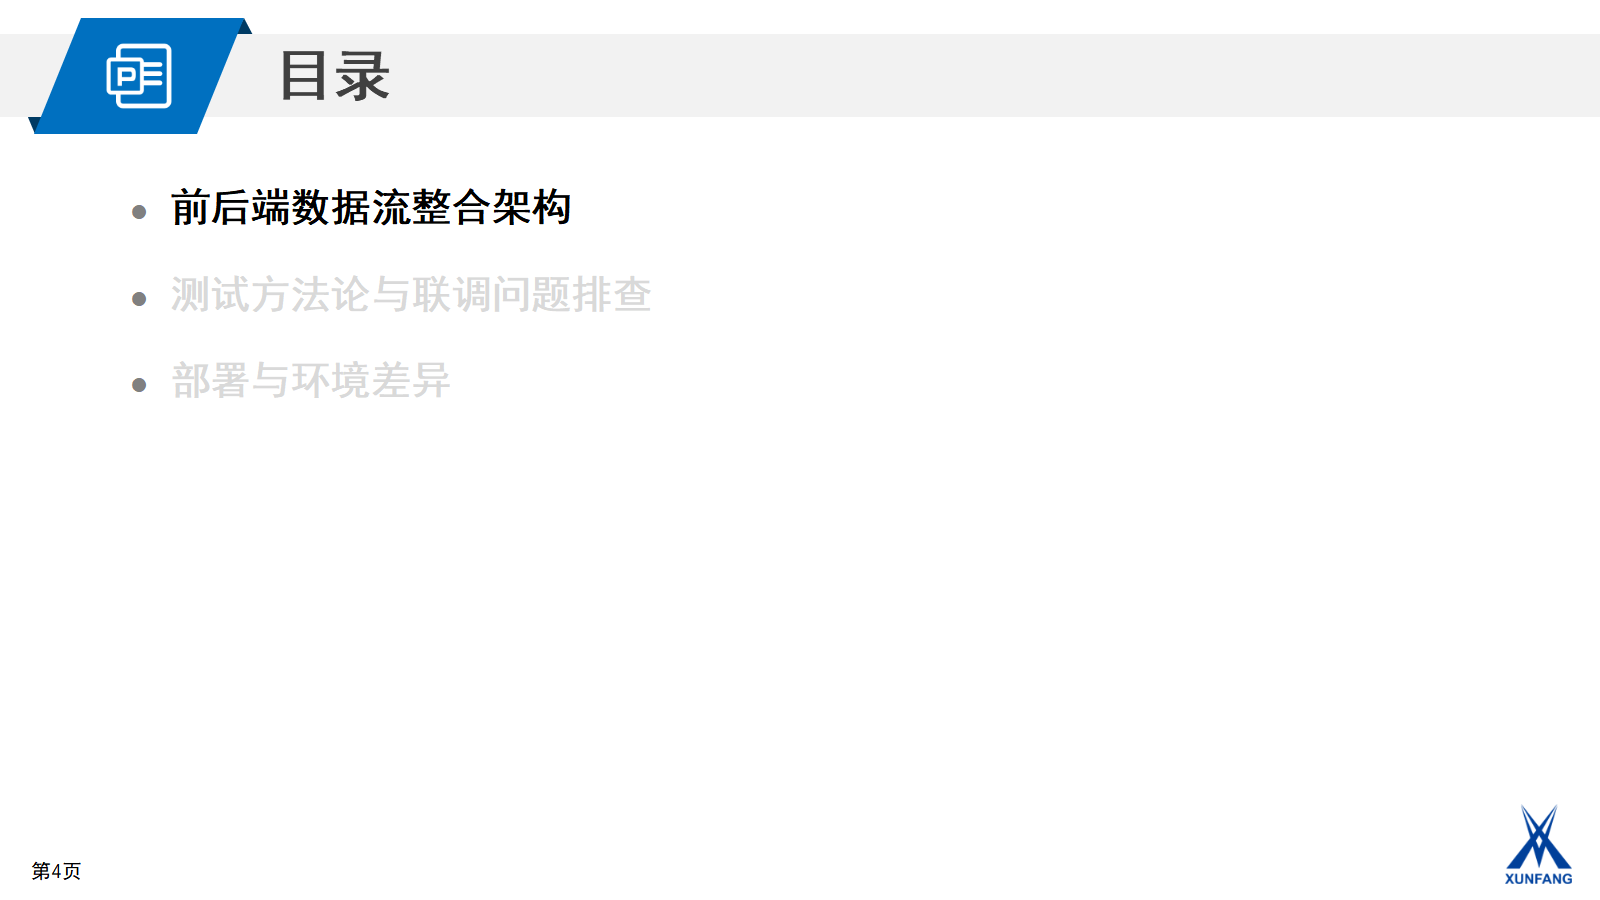 目录
前后端数据流整合架构
测试方法论与联调问题排查
部署与环境差异
第4页
XUNFANG